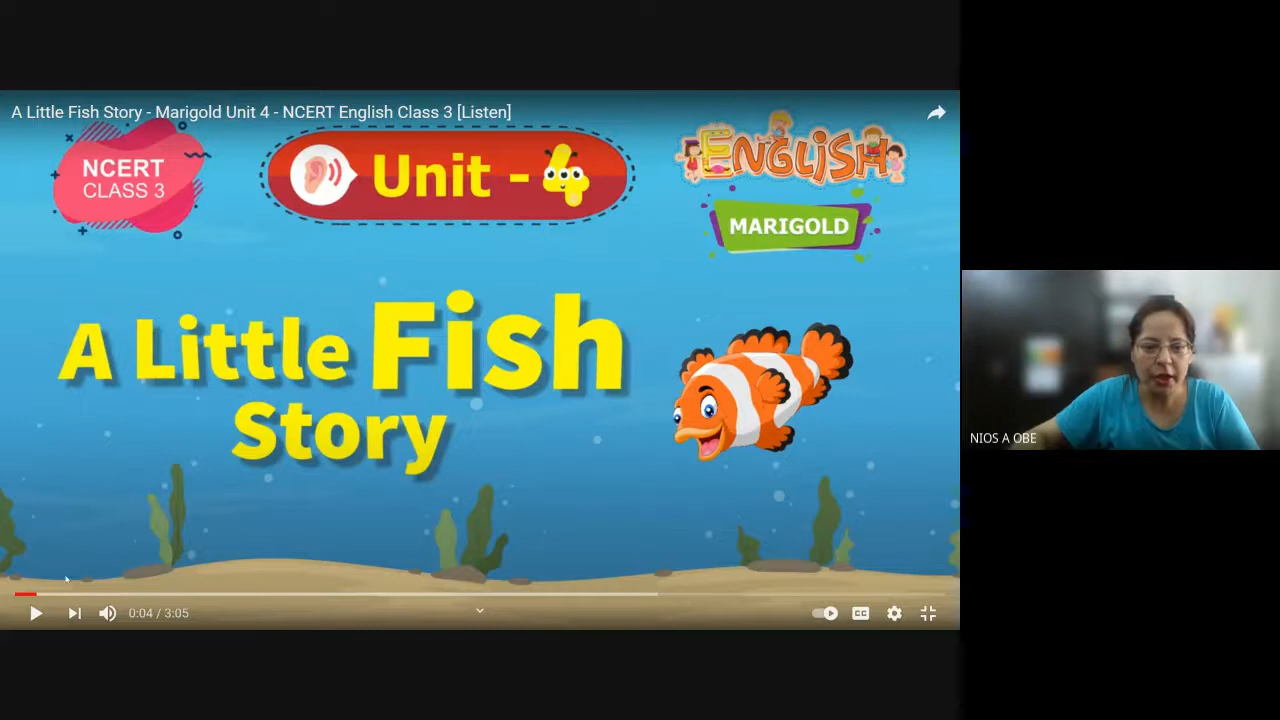 A Little Fish Story - Marigold Unit 4 - NCERT English Class 3 [Listen]
NCERT
CLASS 3
Unit - 4
ENGLISH
MARIGOLD
A Little Fish
Story
NIOS A OBE
0:04 / 3:05
CC